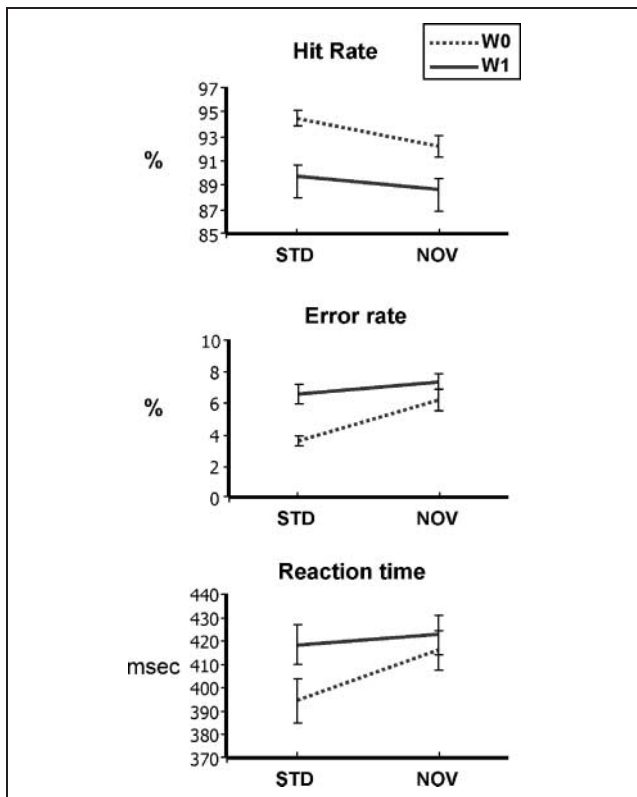 Hit Rate
W0
W1
97
95
93
91
89
87
85
%
STD NOV
Error rate
10
8
6
4
2
0
%
STD NOV
Reaction time
440
430
420
410
400
390
380
370
msec
STD NOV